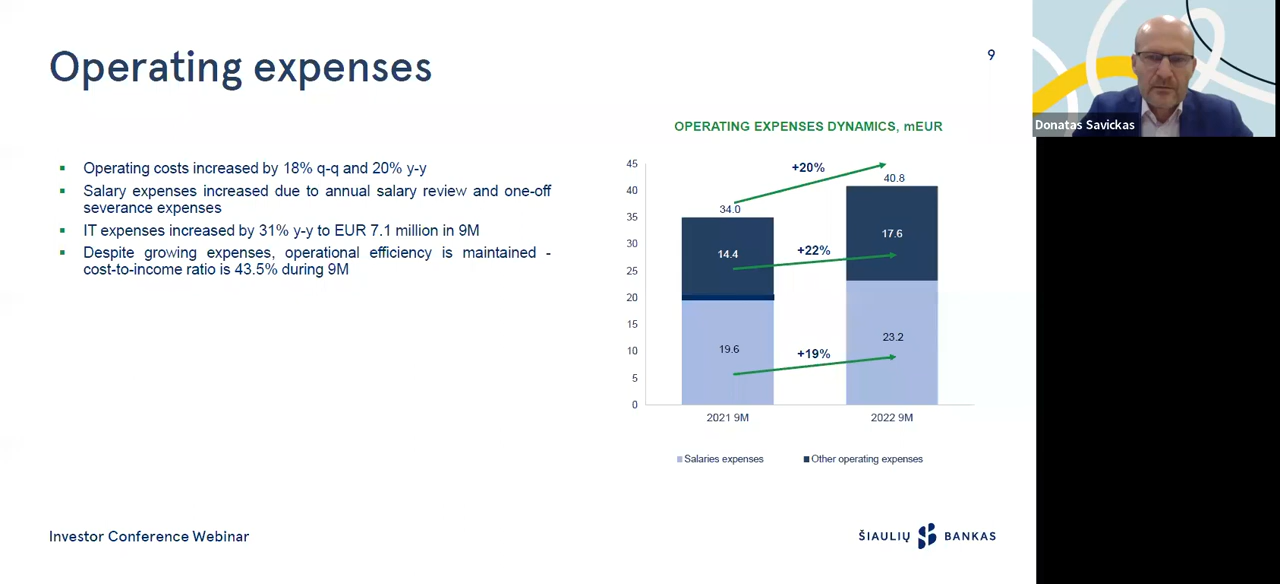 Operating expenses
9
Donatas Savickas
▪ Operating costs increased by 18% q-q and 20% y-y
▪ Salary expenses increased due to annual salary review and one-off
severance expenses
▪ IT expenses increased by 31% y-y to EUR 7.1 million in 9M
▪ Despite growing expenses, operational efficiency is maintained -
cost-to-income ratio is 43.5% during 9M
OPERATING EXPENSES DYNAMICS, mEUR
45
40
35
30
25
20
15
10
5
0
+20%
34.0
40.8
14.4
+22%
17.6
19.6
+19%
23.2
2021 9M
2022 9M
Salaries expenses
Other operating expenses
Investor Conference Webinar
ŠIAULIŲ BANKAS